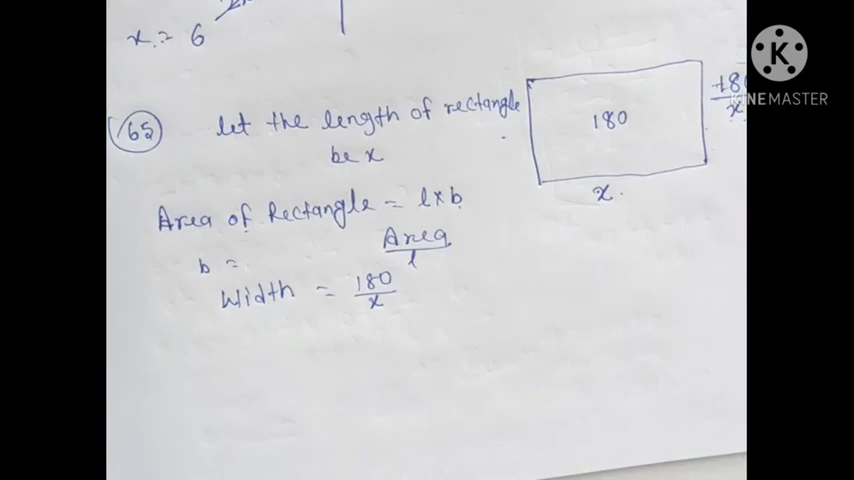 x = 6
65
let the length of rectangle
be x
180
180/x
x
Area of Rectangle = l x b
b = Area/l
Width = 180/x
K
KINEMASTER